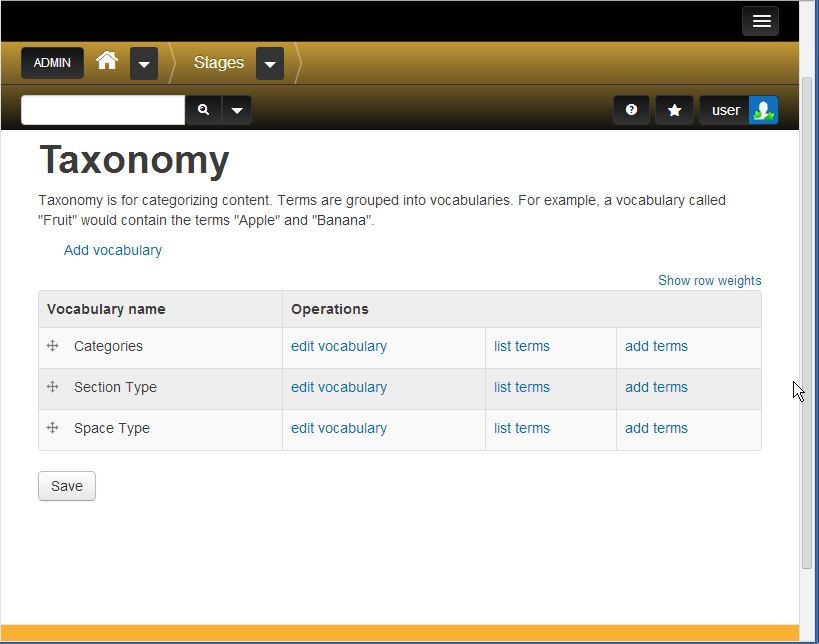 ADMIN Stages
user
Taxonomy
Taxonomy is for categorizing content. Terms are grouped into vocabularies. For example, a vocabulary called
"Fruit" would contain the terms "Apple" and "Banana".
Add vocabulary
Show row weights
Vocabulary name Operations
Categories edit vocabulary list terms add terms
Section Type edit vocabulary list terms add terms
Space Type edit vocabulary list terms add terms
Save